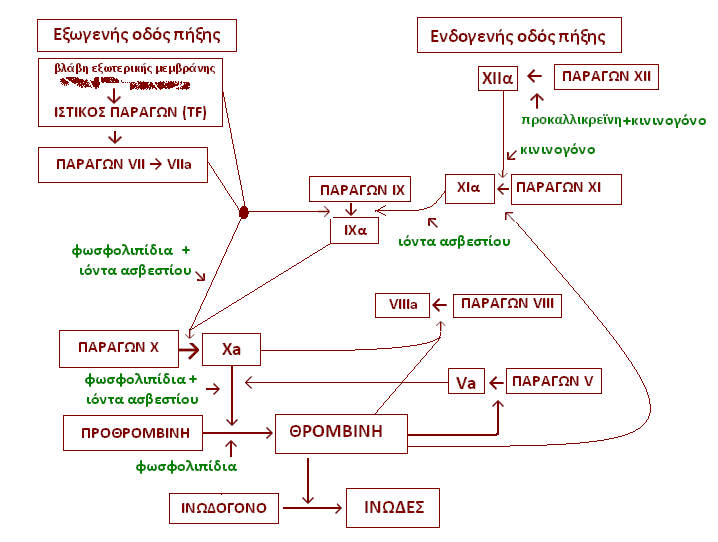 Εξωγενής οδός πήξης
Ενδογενής οδός πήξης
βλάβη εξωτερικής μεμβράνης
ΙΣΤΙΚΟΣ ΠΑΡΑΓΩΝ (TF)
ΠΑΡΑΓΩΝ VII → VIIa
XIIα
ΠΑΡΑΓΩΝ XII
προκαλλικρεΐνη+κινινογόνο
κινινογόνο
XIα
ΠΑΡΑΓΩΝ XI
ΠΑΡΑΓΩΝ IX
IXα
ιόντα ασβεστίου
φωσφολιπίδια +
ιόντα ασβεστίου
VIIIa
ΠΑΡΑΓΩΝ VIII
ΠΑΡΑΓΩΝ X
Xa
φωσφολιπίδια +
ιόντα ασβεστίου
Va
ΠΑΡΑΓΩΝ V
ΠΡΟΘΡΟΜΒΙΝΗ
ΘΡΟΜΒΙΝΗ
φωσφολιπίδια
ΙΝΩΔΟΓΟΝΟ
ΙΝΩΔΕΣ